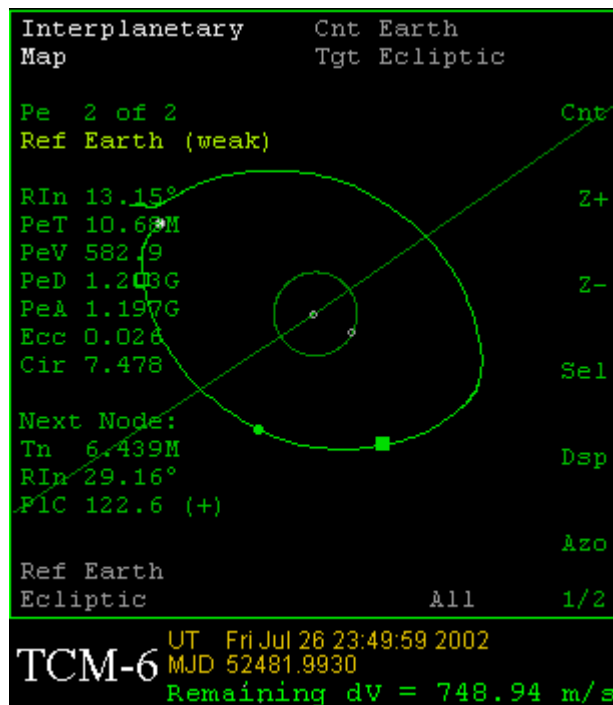 Interplanetary Cnt Earth
Map Tgt Ecliptic
Pe 2 of 2 Cnt
Ref Earth (weak)
RIn 13.15° Z+
PeT 10.68M
PeV 582.9
PeD 1.203G Z-
PeA 1.197G
Ecc 0.026
Cir 7.478 Sel
Next Node:
Tn 6.439M Dsp
RIn 29.16°
PlC 122.6 (+)
Azo
Ref Earth
Ecliptic All 1/2
TCM-6
UT Fri Jul 26 23:49:59 2002
MJD 52481.9930
Remaining dV = 748.94 m/s